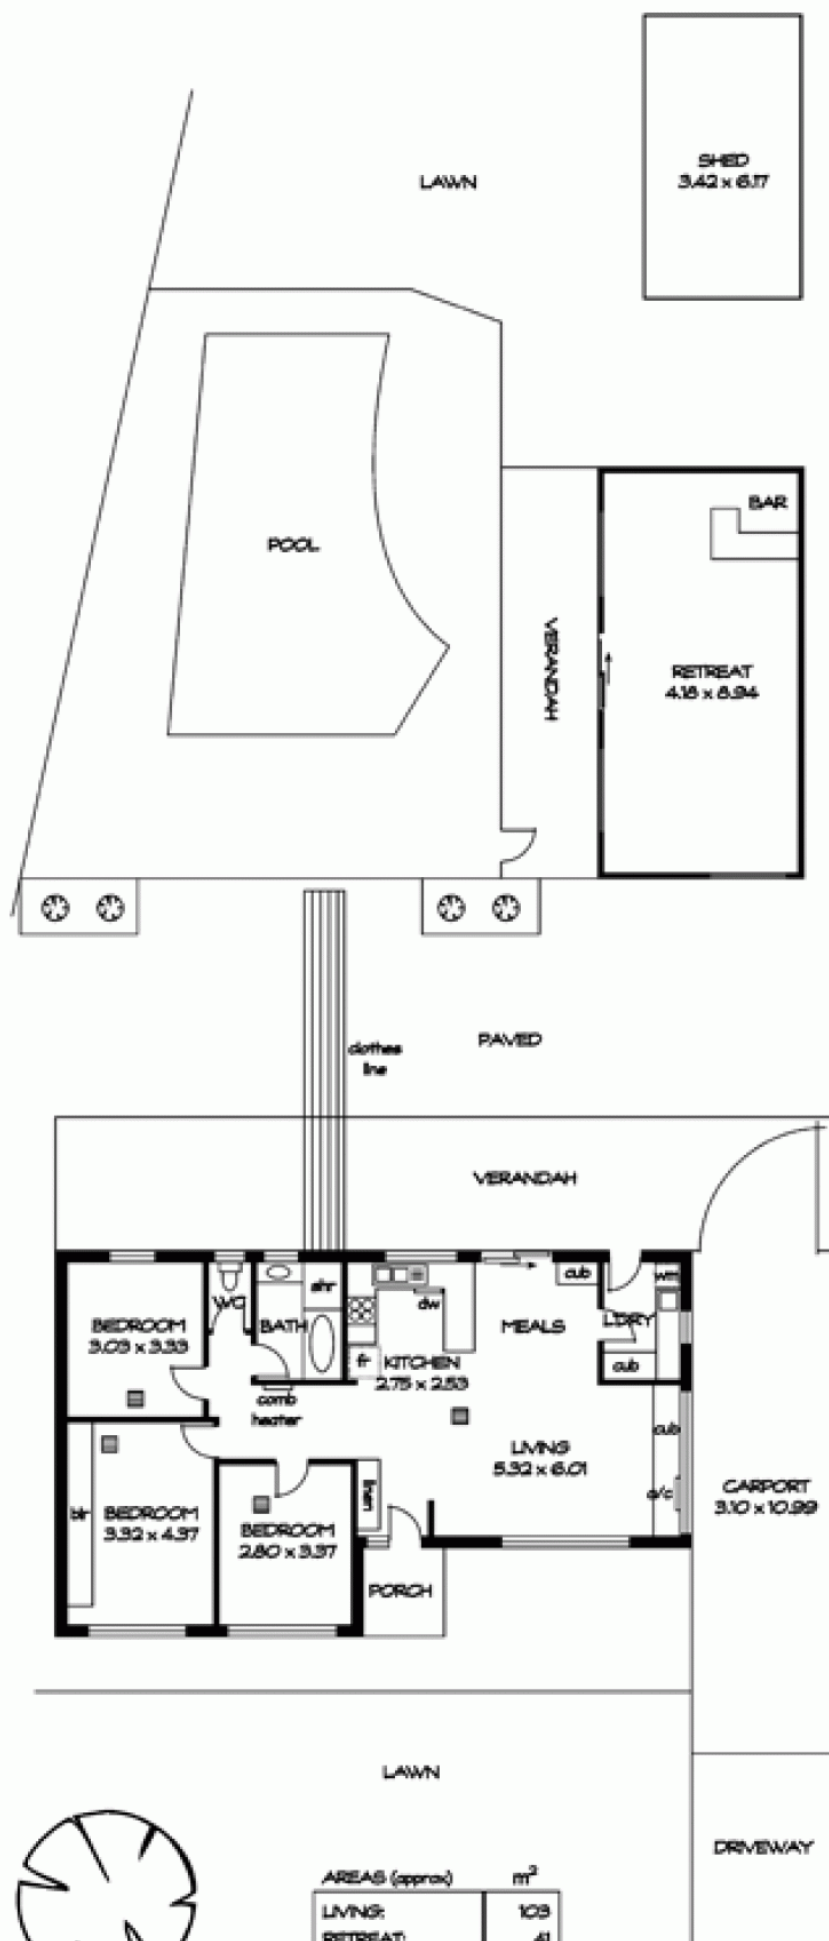 SHED
3.42 x 6.17
LAWN
BAR
POOL
VERANDAH
RETREAT
4.18 x 8.94
PAVED
clothes
line
VERANDAH
cub
wm
shr
WC
dw
BEDROOM
3.03 x 3.33
BATH
MEALS
L'DRY
fr
KITCHEN
2.75 x 2.53
cub
comb
heater
cub
LIVING
5.32 x 6.01
linen
a/c
CARPORT
3.10 x 10.99
bir
BEDROOM
3.32 x 4.37
BEDROOM
2.80 x 3.37
PORCH
LAWN
DRIVEWAY
AREAS (approx) m²
LIVING: 103
RETREAT: 41